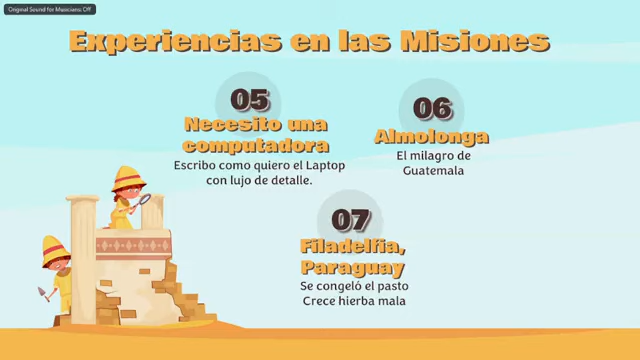 Original Sound for Musicians: Off
Experiencias en las Misiones
05
Necesito una
computadora
Escribo como quiero el Laptop
con lujo de detalle.
06
Almolonga
El milagro de
Guatemala
07
Filadelfia,
Paraguay
Se congeló el pasto
Crece hierba mala